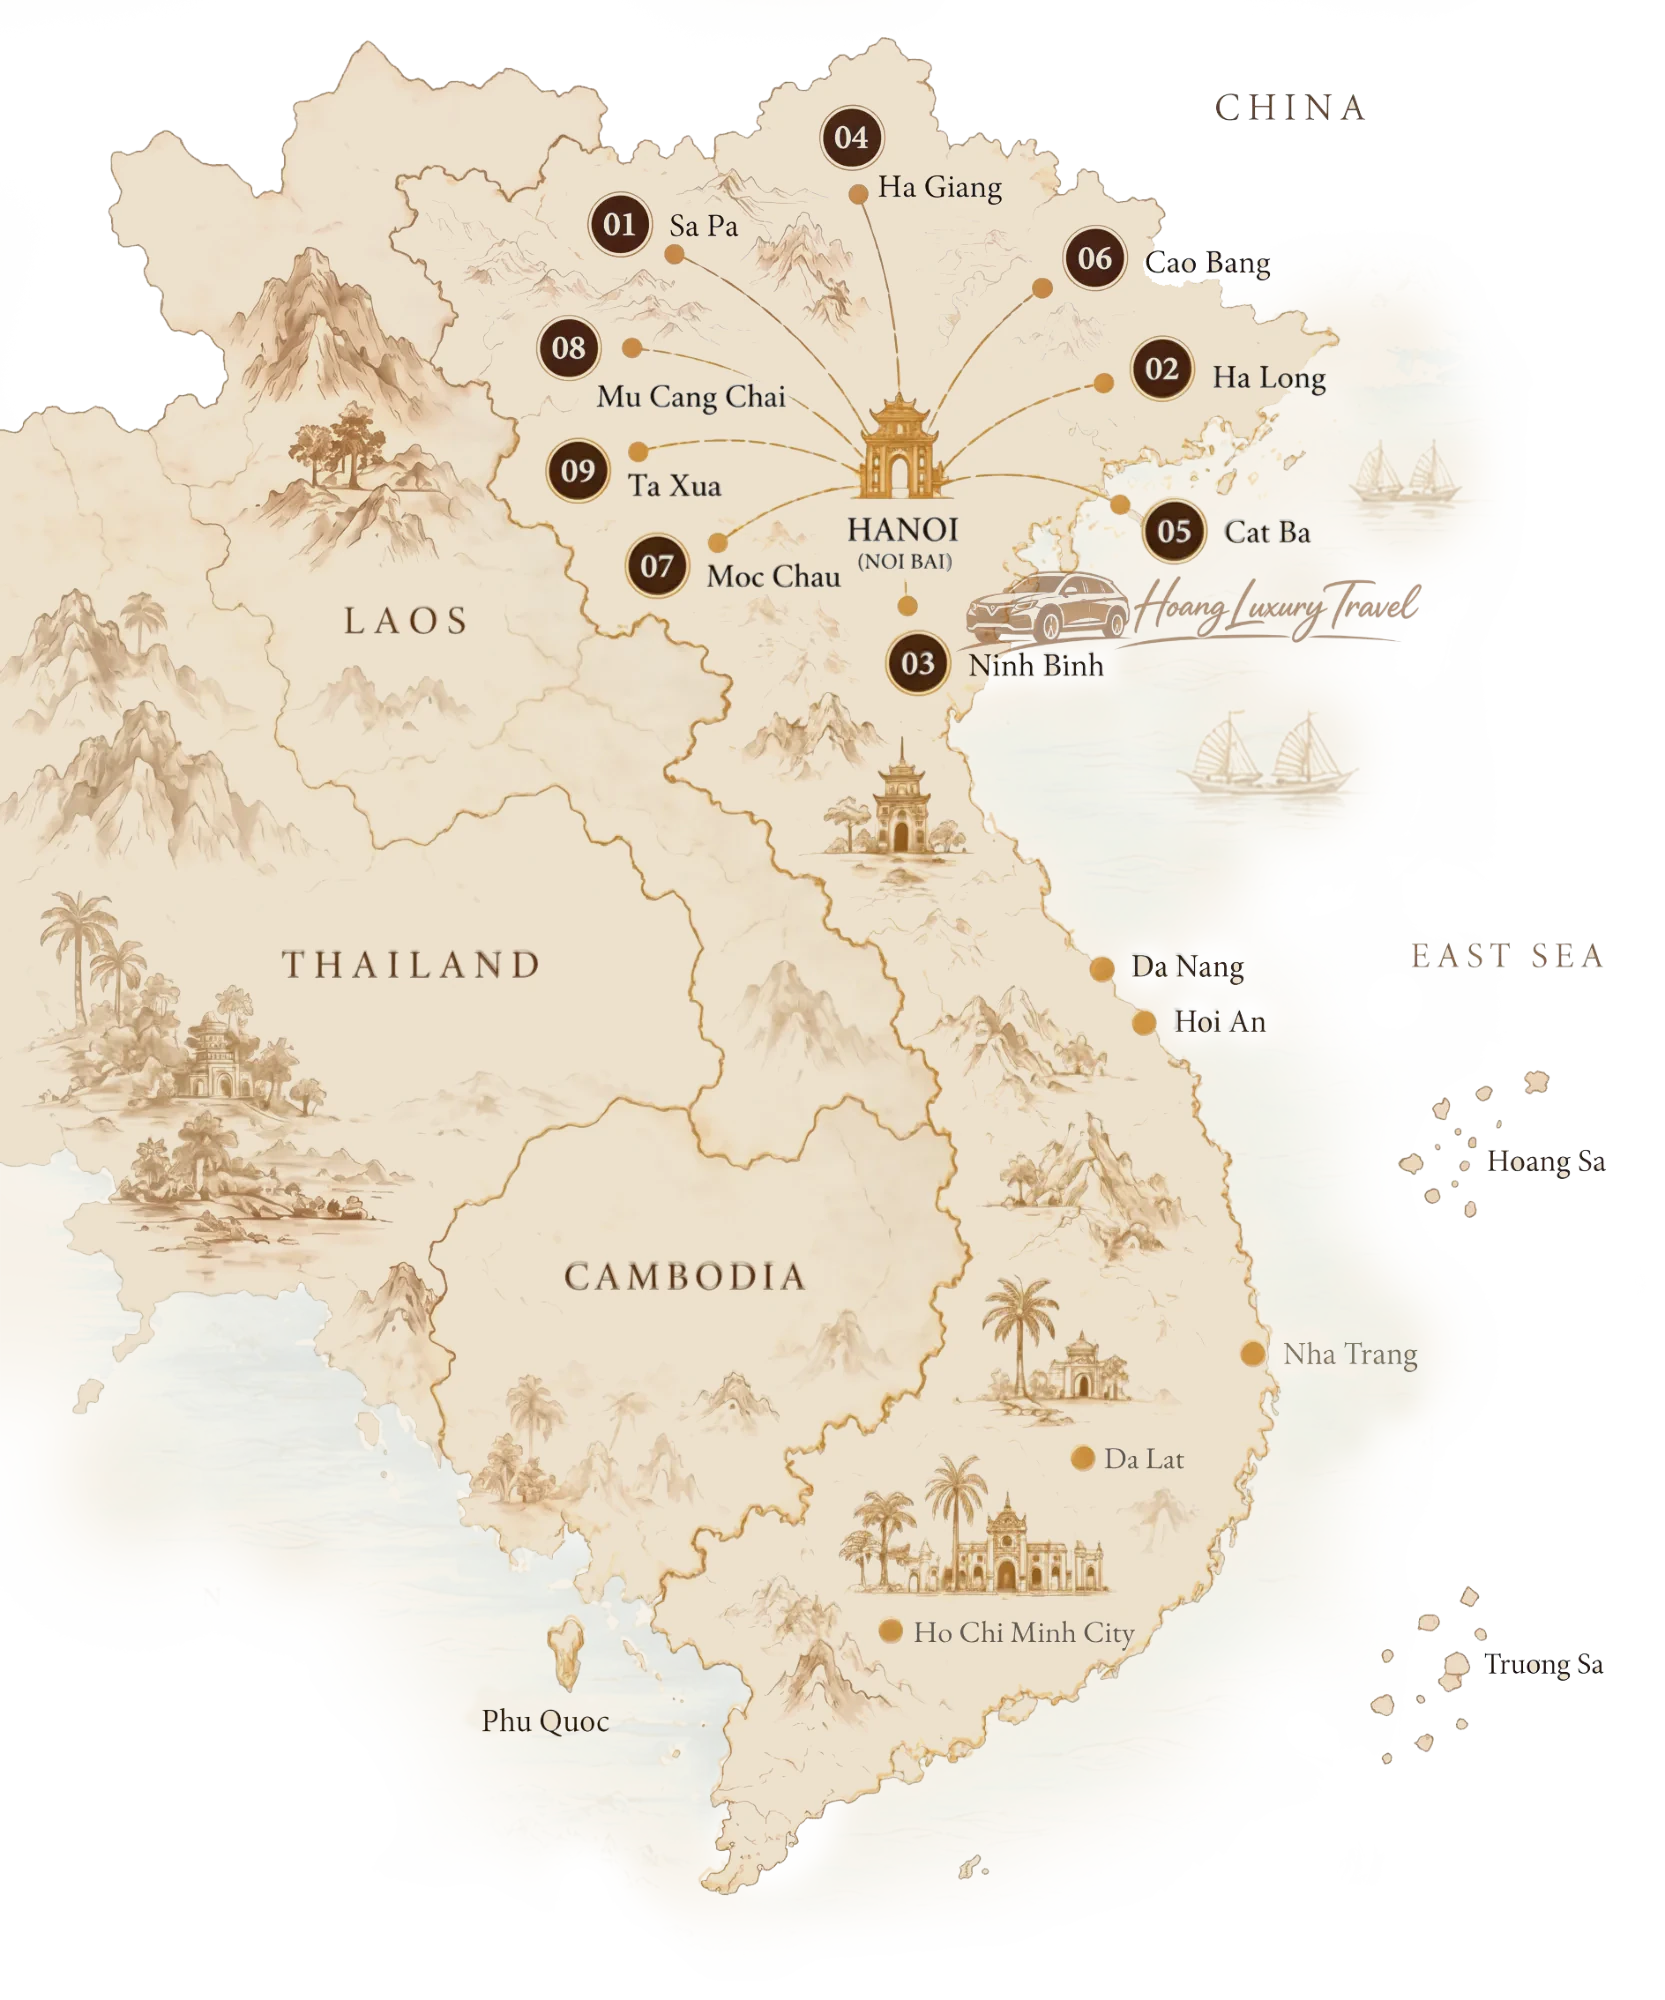 CHINA
04
Ha Giang
01
Sa Pa
06
Cao Bang
08
Mu Cang Chai
02
Ha Long
09
Ta Xua
HANOI
(NOI BAI)
05
Cat Ba
07
Moc Chau
LAOS
Hoang Luxury Travel
03
Ninh Binh
THAILAND
Da Nang
EAST SEA
Hoi An
Hoang Sa
CAMBODIA
Nha Trang
Da Lat
Ho Chi Minh City
Truong Sa
Phu Quoc